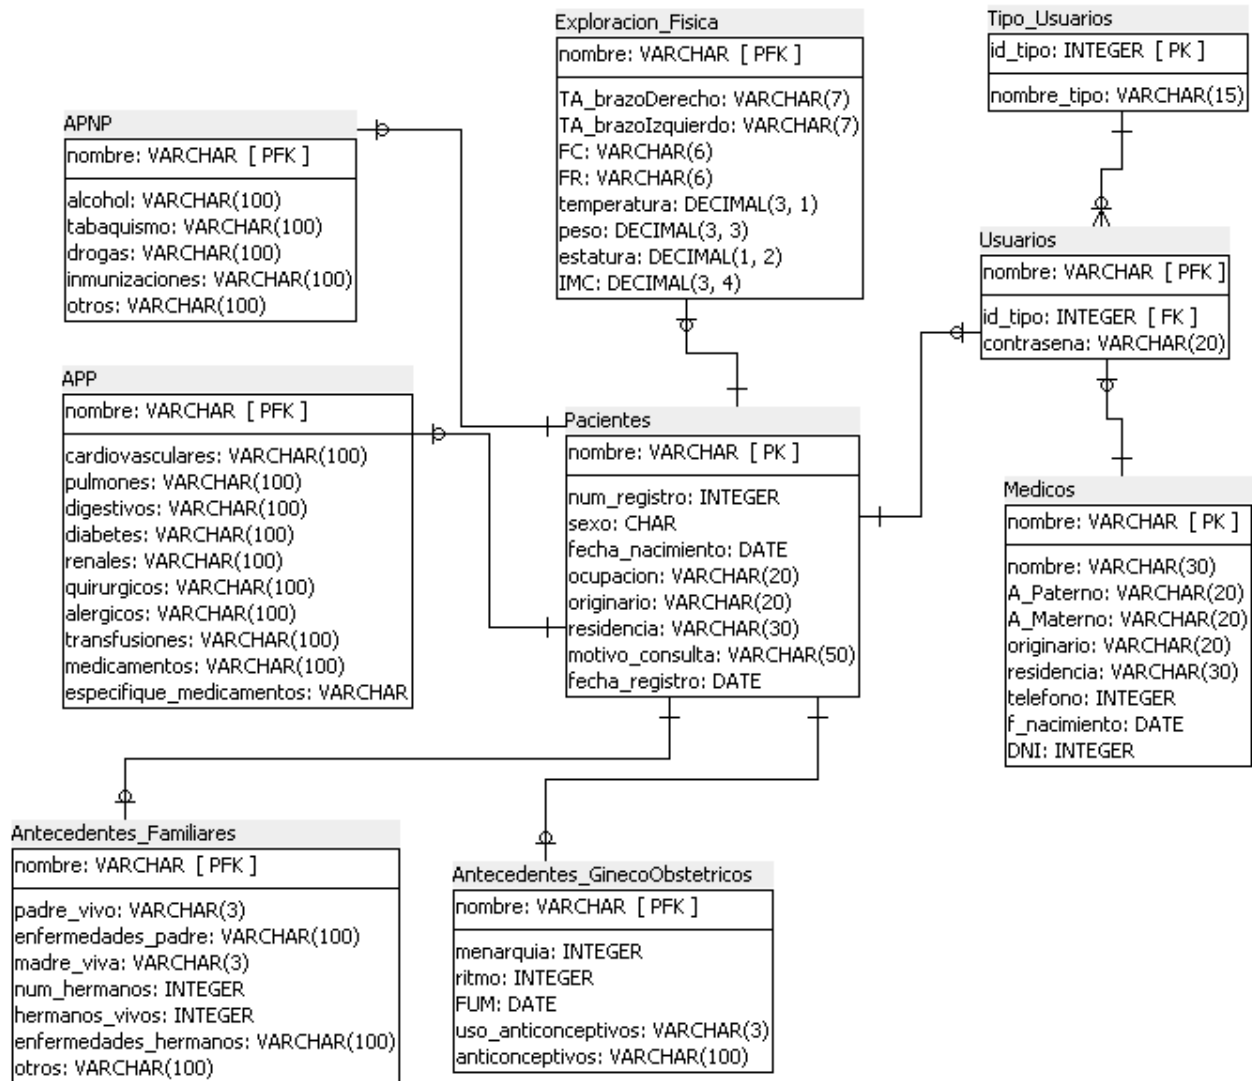 Exploracion_Fisica
nombre: VARCHAR [ PFK ]
TA_brazoDerecho: VARCHAR(7)
TA_brazoIzquierdo: VARCHAR(7)
FC: VARCHAR(6)
FR: VARCHAR(6)
temperatura: DECIMAL(3, 1)
peso: DECIMAL(3, 3)
estatura: DECIMAL(1, 2)
IMC: DECIMAL(3, 4)
Tipo_Usuarios
id_tipo: INTEGER [ PK ]
nombre_tipo: VARCHAR(15)
APNP
nombre: VARCHAR [ PFK ]
alcohol: VARCHAR(100)
tabaquismo: VARCHAR(100)
drogas: VARCHAR(100)
inmunizaciones: VARCHAR(100)
otros: VARCHAR(100)
Usuarios
nombre: VARCHAR [ PFK ]
id_tipo: INTEGER [ FK ]
contrasena: VARCHAR(20)
APP
nombre: VARCHAR [ PFK ]
cardiovasculares: VARCHAR(100)
pulmones: VARCHAR(100)
digestivos: VARCHAR(100)
diabetes: VARCHAR(100)
renales: VARCHAR(100)
quirurgicos: VARCHAR(100)
alergicos: VARCHAR(100)
transfusiones: VARCHAR(100)
medicamentos: VARCHAR(100)
especifique_medicamentos: VARCHAR
Pacientes
nombre: VARCHAR [ PK ]
num_registro: INTEGER
sexo: CHAR
fecha_nacimiento: DATE
ocupacion: VARCHAR(20)
originario: VARCHAR(20)
residencia: VARCHAR(30)
motivo_consulta: VARCHAR(50)
fecha_registro: DATE
Medicos
nombre: VARCHAR [ PK ]
nombre: VARCHAR(30)
A_Paterno: VARCHAR(20)
A_Materno: VARCHAR(20)
originario: VARCHAR(20)
residencia: VARCHAR(30)
telefono: INTEGER
f_nacimiento: DATE
DNI: INTEGER
Antecedentes_Familiares
nombre: VARCHAR [ PFK ]
padre_vivo: VARCHAR(3)
enfermedades_padre: VARCHAR(100)
madre_viva: VARCHAR(3)
num_hermanos: INTEGER
hermanos_vivos: INTEGER
enfermedades_hermanos: VARCHAR(100)
otros: VARCHAR(100)
Antecedentes_GinecoObstetricos
nombre: VARCHAR [ PFK ]
menarquia: INTEGER
ritmo: INTEGER
FUM: DATE
uso_anticonceptivos: VARCHAR(3)
anticonceptivos: VARCHAR(100)